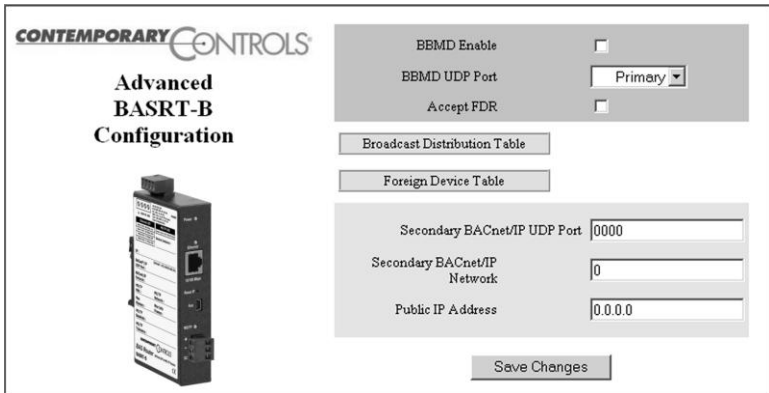 CONTEMPORARY CONTROLS®
Advanced
BASRT-B
Configuration
BBMD Enable
BBMD UDP Port Primary
Accept FDR
Broadcast Distribution Table
Foreign Device Table
Secondary BACnet/IP UDP Port 0000
Secondary BACnet/IP
Network 0
Public IP Address 0.0.0.0
Save Changes